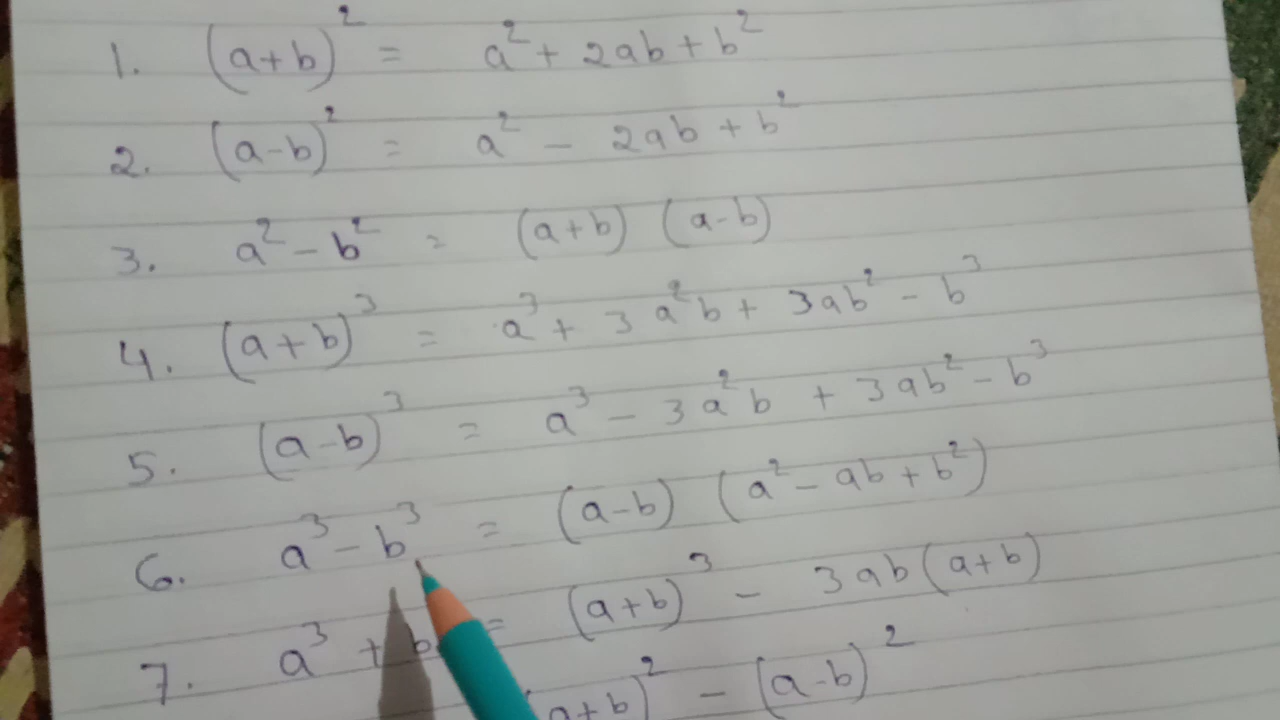 1. (a+b)² = a² + 2ab + b²
2. (a-b)² = a² - 2ab + b²
3. a² - b² = (a+b) (a-b)
4. (a+b)³ = a³ + 3a²b + 3ab² - b³
5. (a-b)³ = a³ - 3a²b + 3ab² - b³
6. a³ - b³ = (a-b) (a² - ab + b²)
7. a³ + b = (a+b)³ - 3ab(a+b)
(a+b)² - (a-b)²